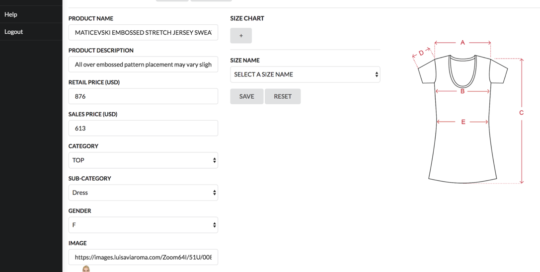 Help
Logout
PRODUCT NAME
MATICEVSKI EMBOSSED STRETCH JERSEY SWEA
PRODUCT DESCRIPTION
All over embossed pattern placement may vary sligh
RETAIL PRICE (USD)
876
SALES PRICE (USD)
613
CATEGORY
TOP
SUB-CATEGORY
Dress
GENDER
F
IMAGE
https://images.luisaviaroma.com/Zoom64I/51U/00
SIZE CHART
+
SIZE NAME
SELECT A SIZE NAME
SAVE
RESET
A
D
B
C
E